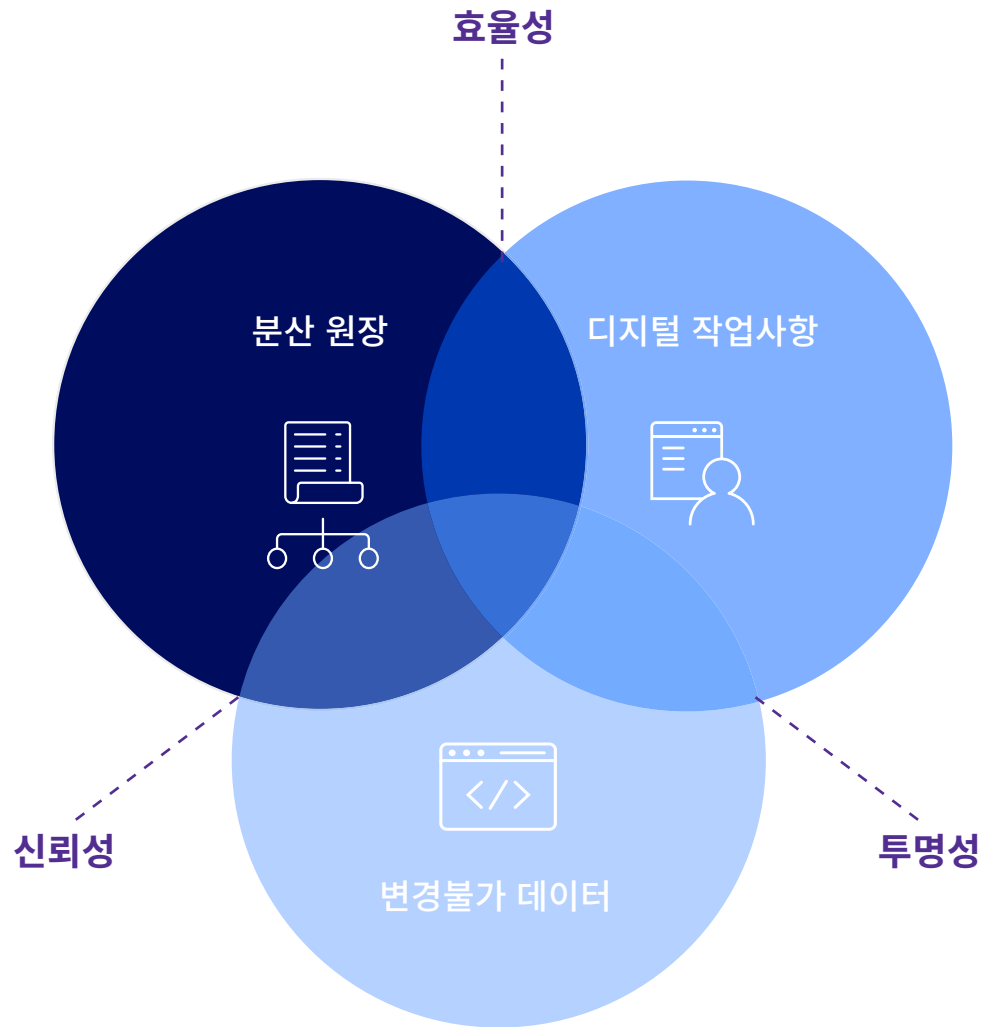 효율성
분산 원장
디지털 작업사항
신뢰성
투명성
변경불가 데이터